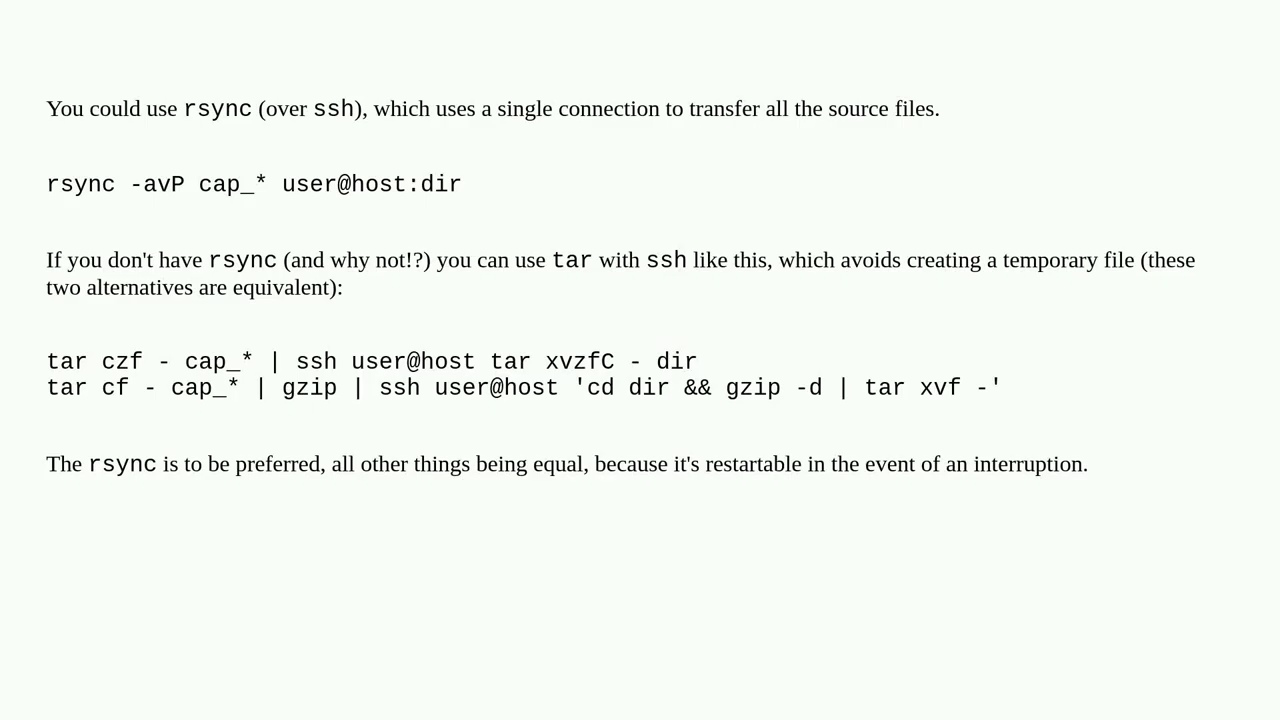 You could use rsync (over ssh), which uses a single connection to transfer all the source files.
rsync -avP cap_* user@host:dir
If you don't have rsync (and why not!?) you can use tar with ssh like this, which avoids creating a temporary file (these
two alternatives are equivalent):
tar czf - cap_* | ssh user@host tar xvzfC - dir
tar cf - cap_* | gzip | ssh user@host 'cd dir && gzip -d | tar xvf -'
The rsync is to be preferred, all other things being equal, because it's restartable in the event of an interruption.